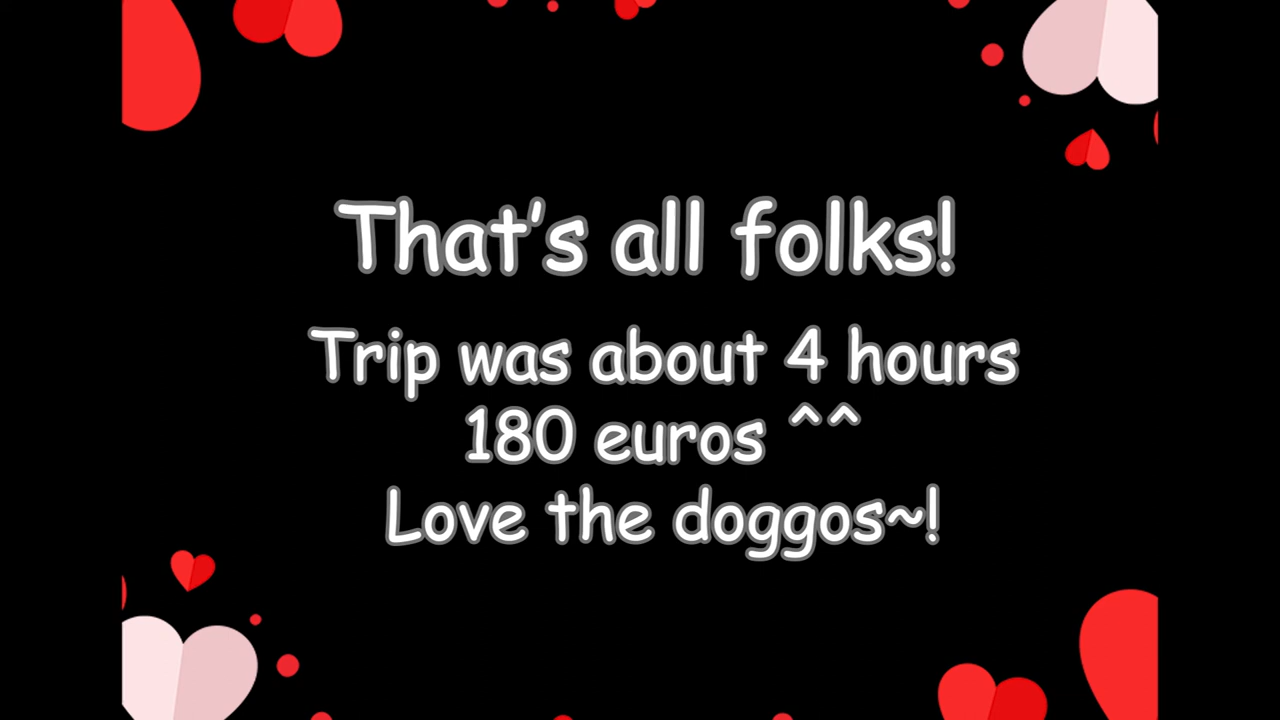 That's all folks!
Trip was about 4 hours
180 euros ^^
Love the doggos~!